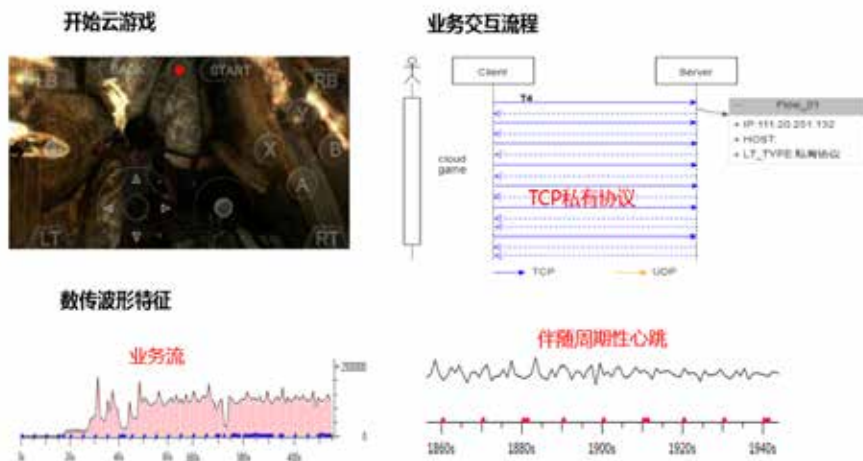 开始云游戏
业务交互流程
LB
BACK
START
RB
Y
X
B
A
LT
RT
Client
Server
T4
Flow_01
+ IP:111.20.251.132
+ HOST:
+ LT_TYPE:私有协议
cloud
game
TCP私有协议
TCP
UDP
数传波形特征
业务流
20000
0
伴随周期性心跳
1860s
1880s
1900s
1920s
1940s